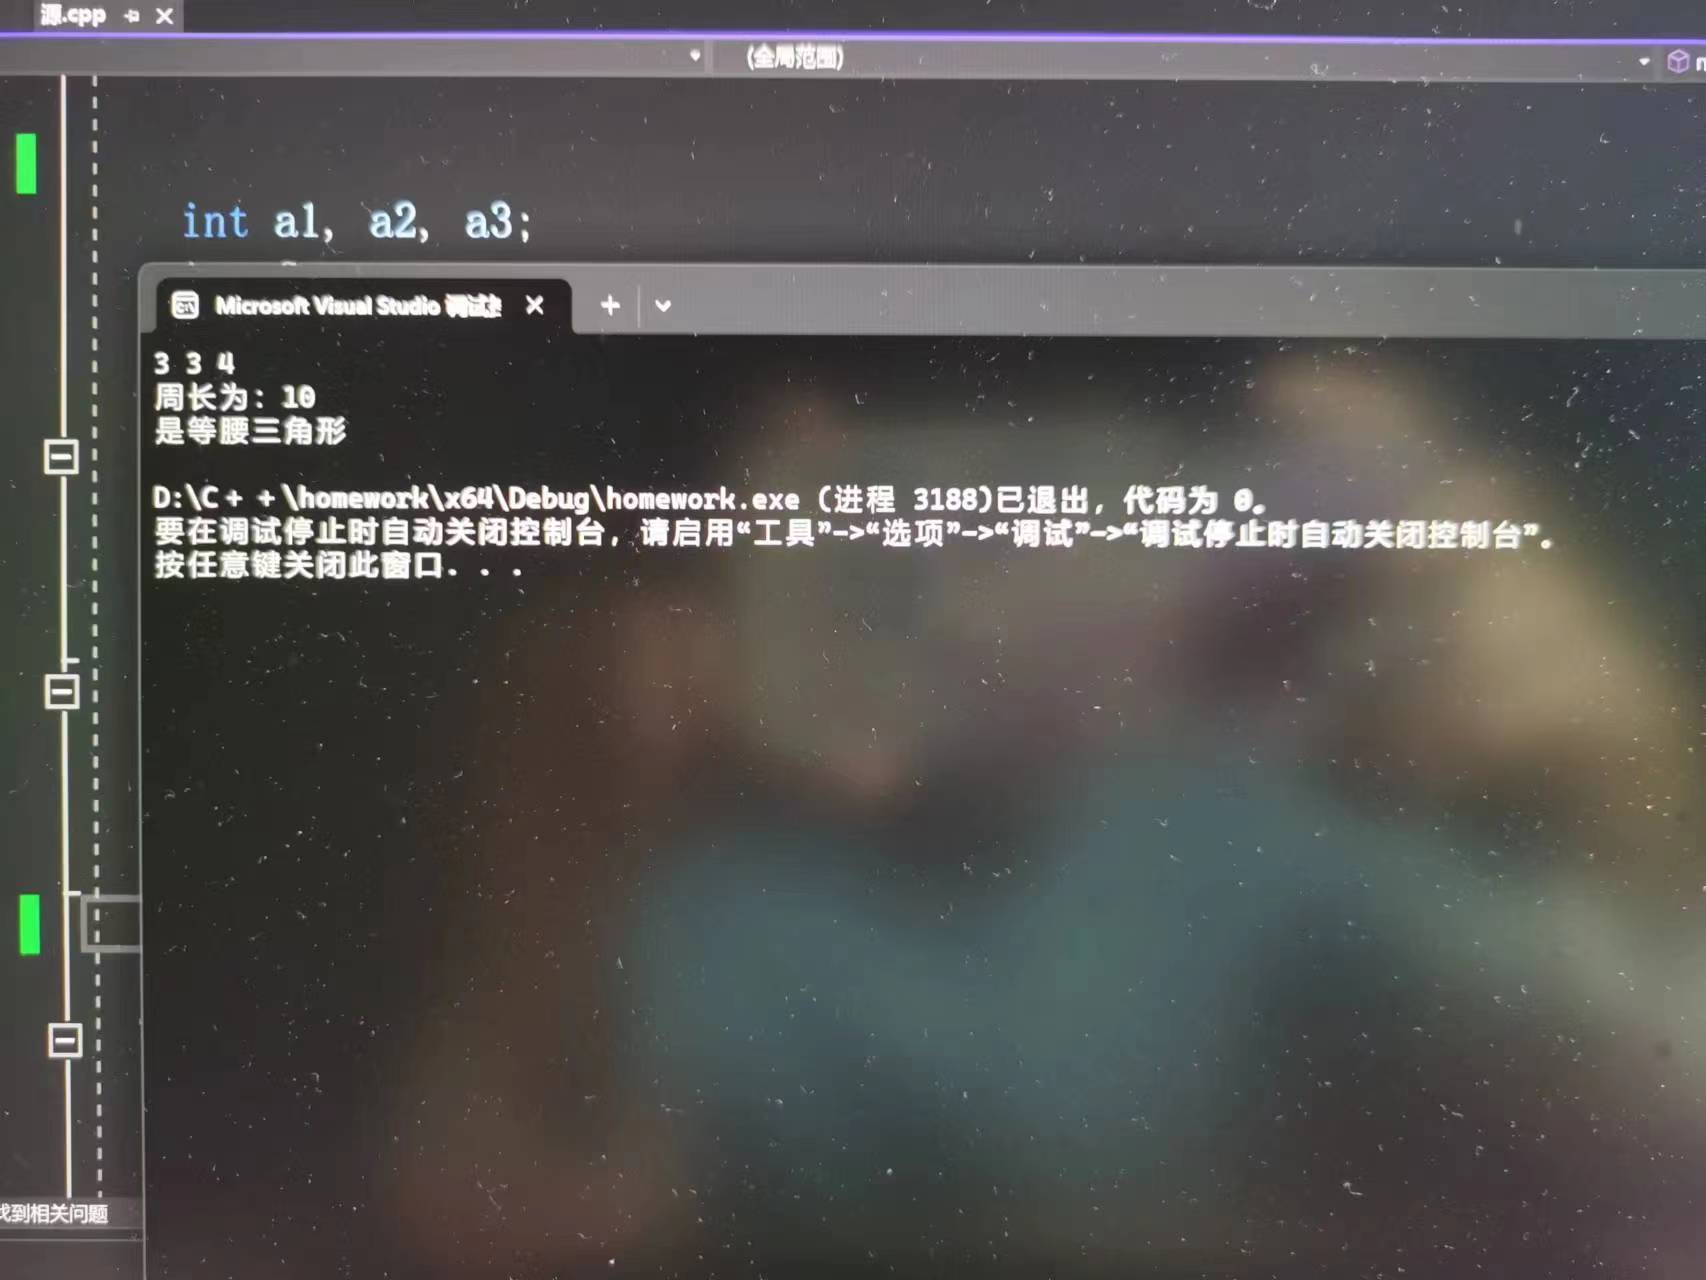 源.cpp
(全局范围)
int a1, a2, a3;
Microsoft Visual Studio 调试
3 3 4
周长为: 10
是等腰三角形
D:\C++\homework\x64\Debug\homework.exe (进程 3188)已退出，代码为 0。
要在调试停止时自动关闭控制台，请启用“工具”->“选项”->“调试”->“调试停止时自动关闭控制台”。
按任意键关闭此窗口. . .
找到相关问题